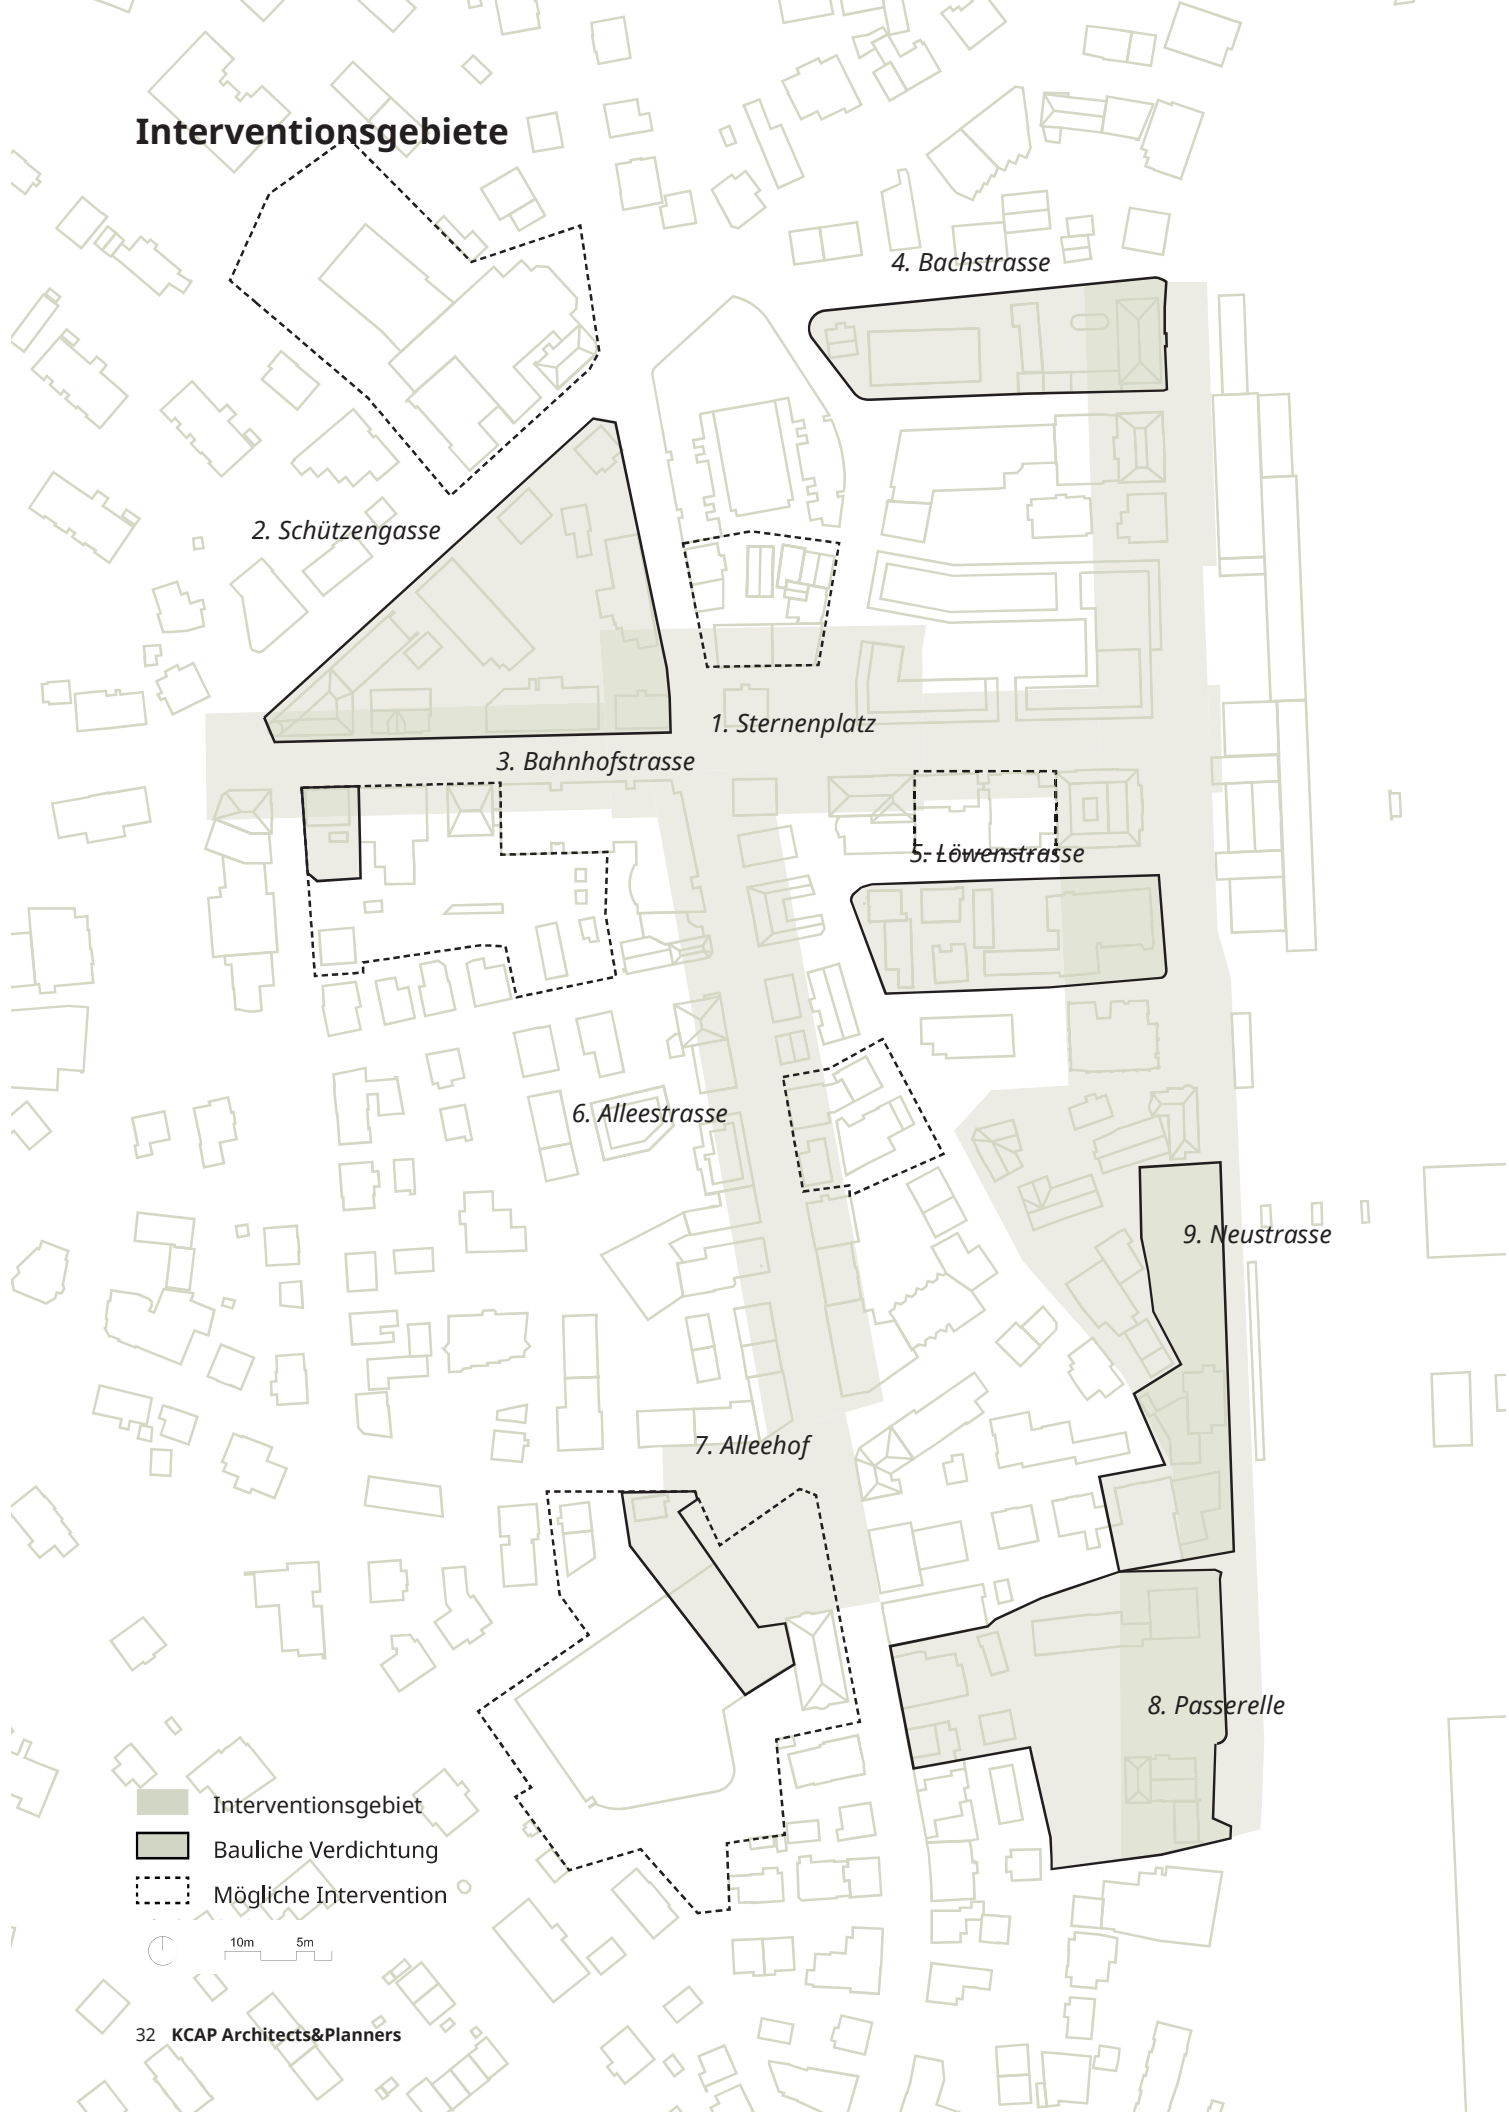 Interventionsgebiete
4. Bachstrasse
2. Schützengasse
1. Sternenplatz
3. Bahnhofstrasse
5. Löwenstrasse
6. Alleestrasse
9. Neustrasse
7. Alleehof
8. Passerelle
Interventionsgebiet
Bauliche Verdichtung
Mögliche Intervention
10m 5m
32 KCAP Architects&Planners